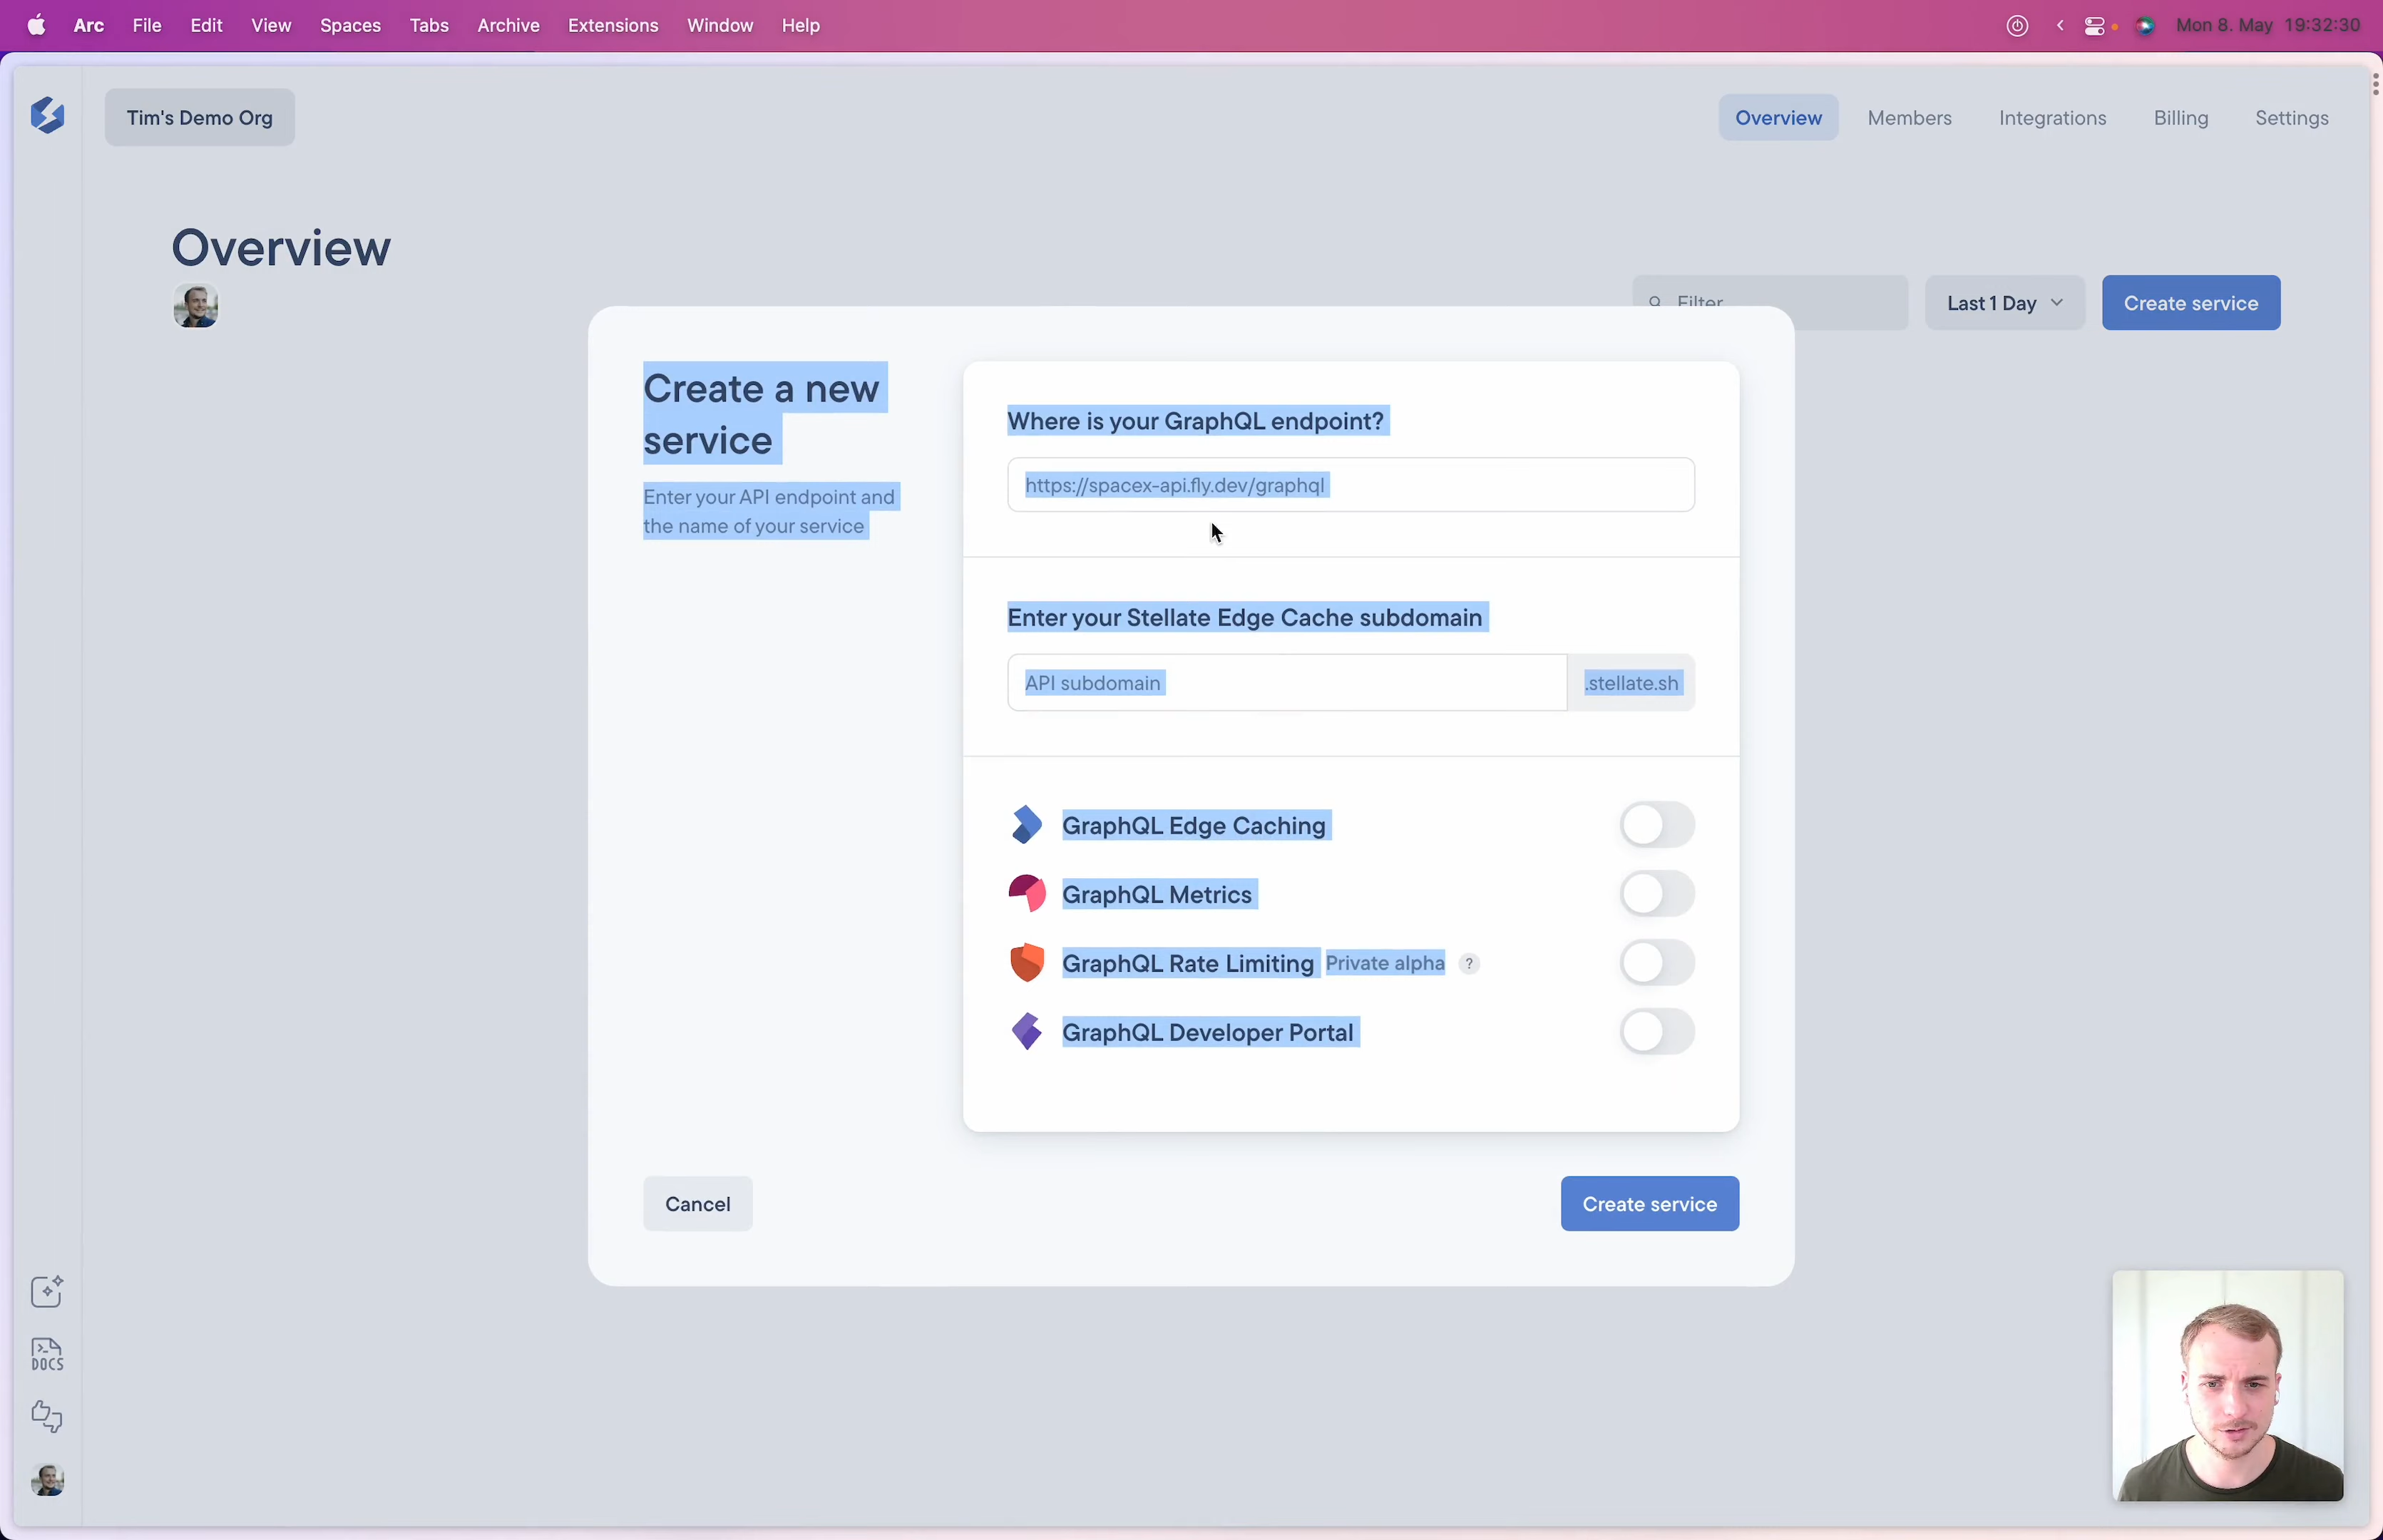 Arc File Edit View Spaces Tabs Archive Extensions Window Help
Mon 8. May 19:32:30
Tim's Demo Org
Overview Members Integrations Billing Settings
Overview
Filter
Last 1 Day
Create service
Create a new
service
Enter your API endpoint and
the name of your service
Where is your GraphQL endpoint?
https://spacex-api.fly.dev/graphql
Enter your Stellate Edge Cache subdomain
API subdomain
.stellate.sh
GraphQL Edge Caching
GraphQL Metrics
GraphQL Rate Limiting Private alpha ?
GraphQL Developer Portal
Cancel
Create service
DOCS